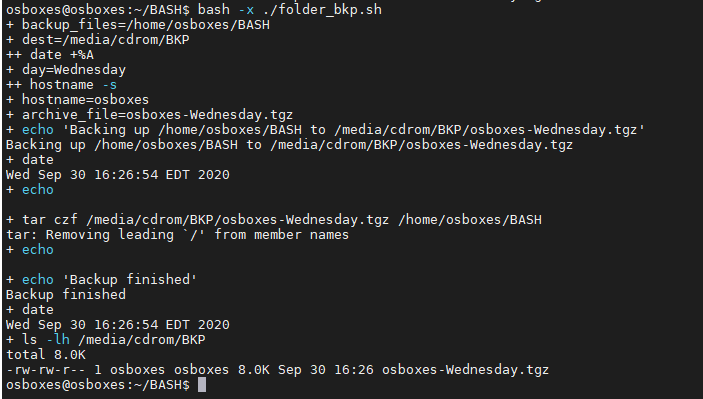 osboxes@osboxes:~/BASH$ bash -x ./folder_bkp.sh
+ backup_files=/home/osboxes/BASH
+ dest=/media/cdrom/BKP
++ date +%A
+ day=Wednesday
++ hostname -s
+ hostname=osboxes
+ archive_file=osboxes-Wednesday.tgz
+ echo 'Backing up /home/osboxes/BASH to /media/cdrom/BKP/osboxes-Wednesday.tgz'
Backing up /home/osboxes/BASH to /media/cdrom/BKP/osboxes-Wednesday.tgz
+ date
Wed Sep 30 16:26:54 EDT 2020
+ echo
+ tar czf /media/cdrom/BKP/osboxes-Wednesday.tgz /home/osboxes/BASH
tar: Removing leading `/' from member names
+ echo
+ echo 'Backup finished'
Backup finished
+ date
Wed Sep 30 16:26:54 EDT 2020
+ ls -lh /media/cdrom/BKP
total 8.0K
-rw-rw-r-- 1 osboxes osboxes 8.0K Sep 30 16:26 osboxes-Wednesday.tgz
osboxes@osboxes:~/BASH$